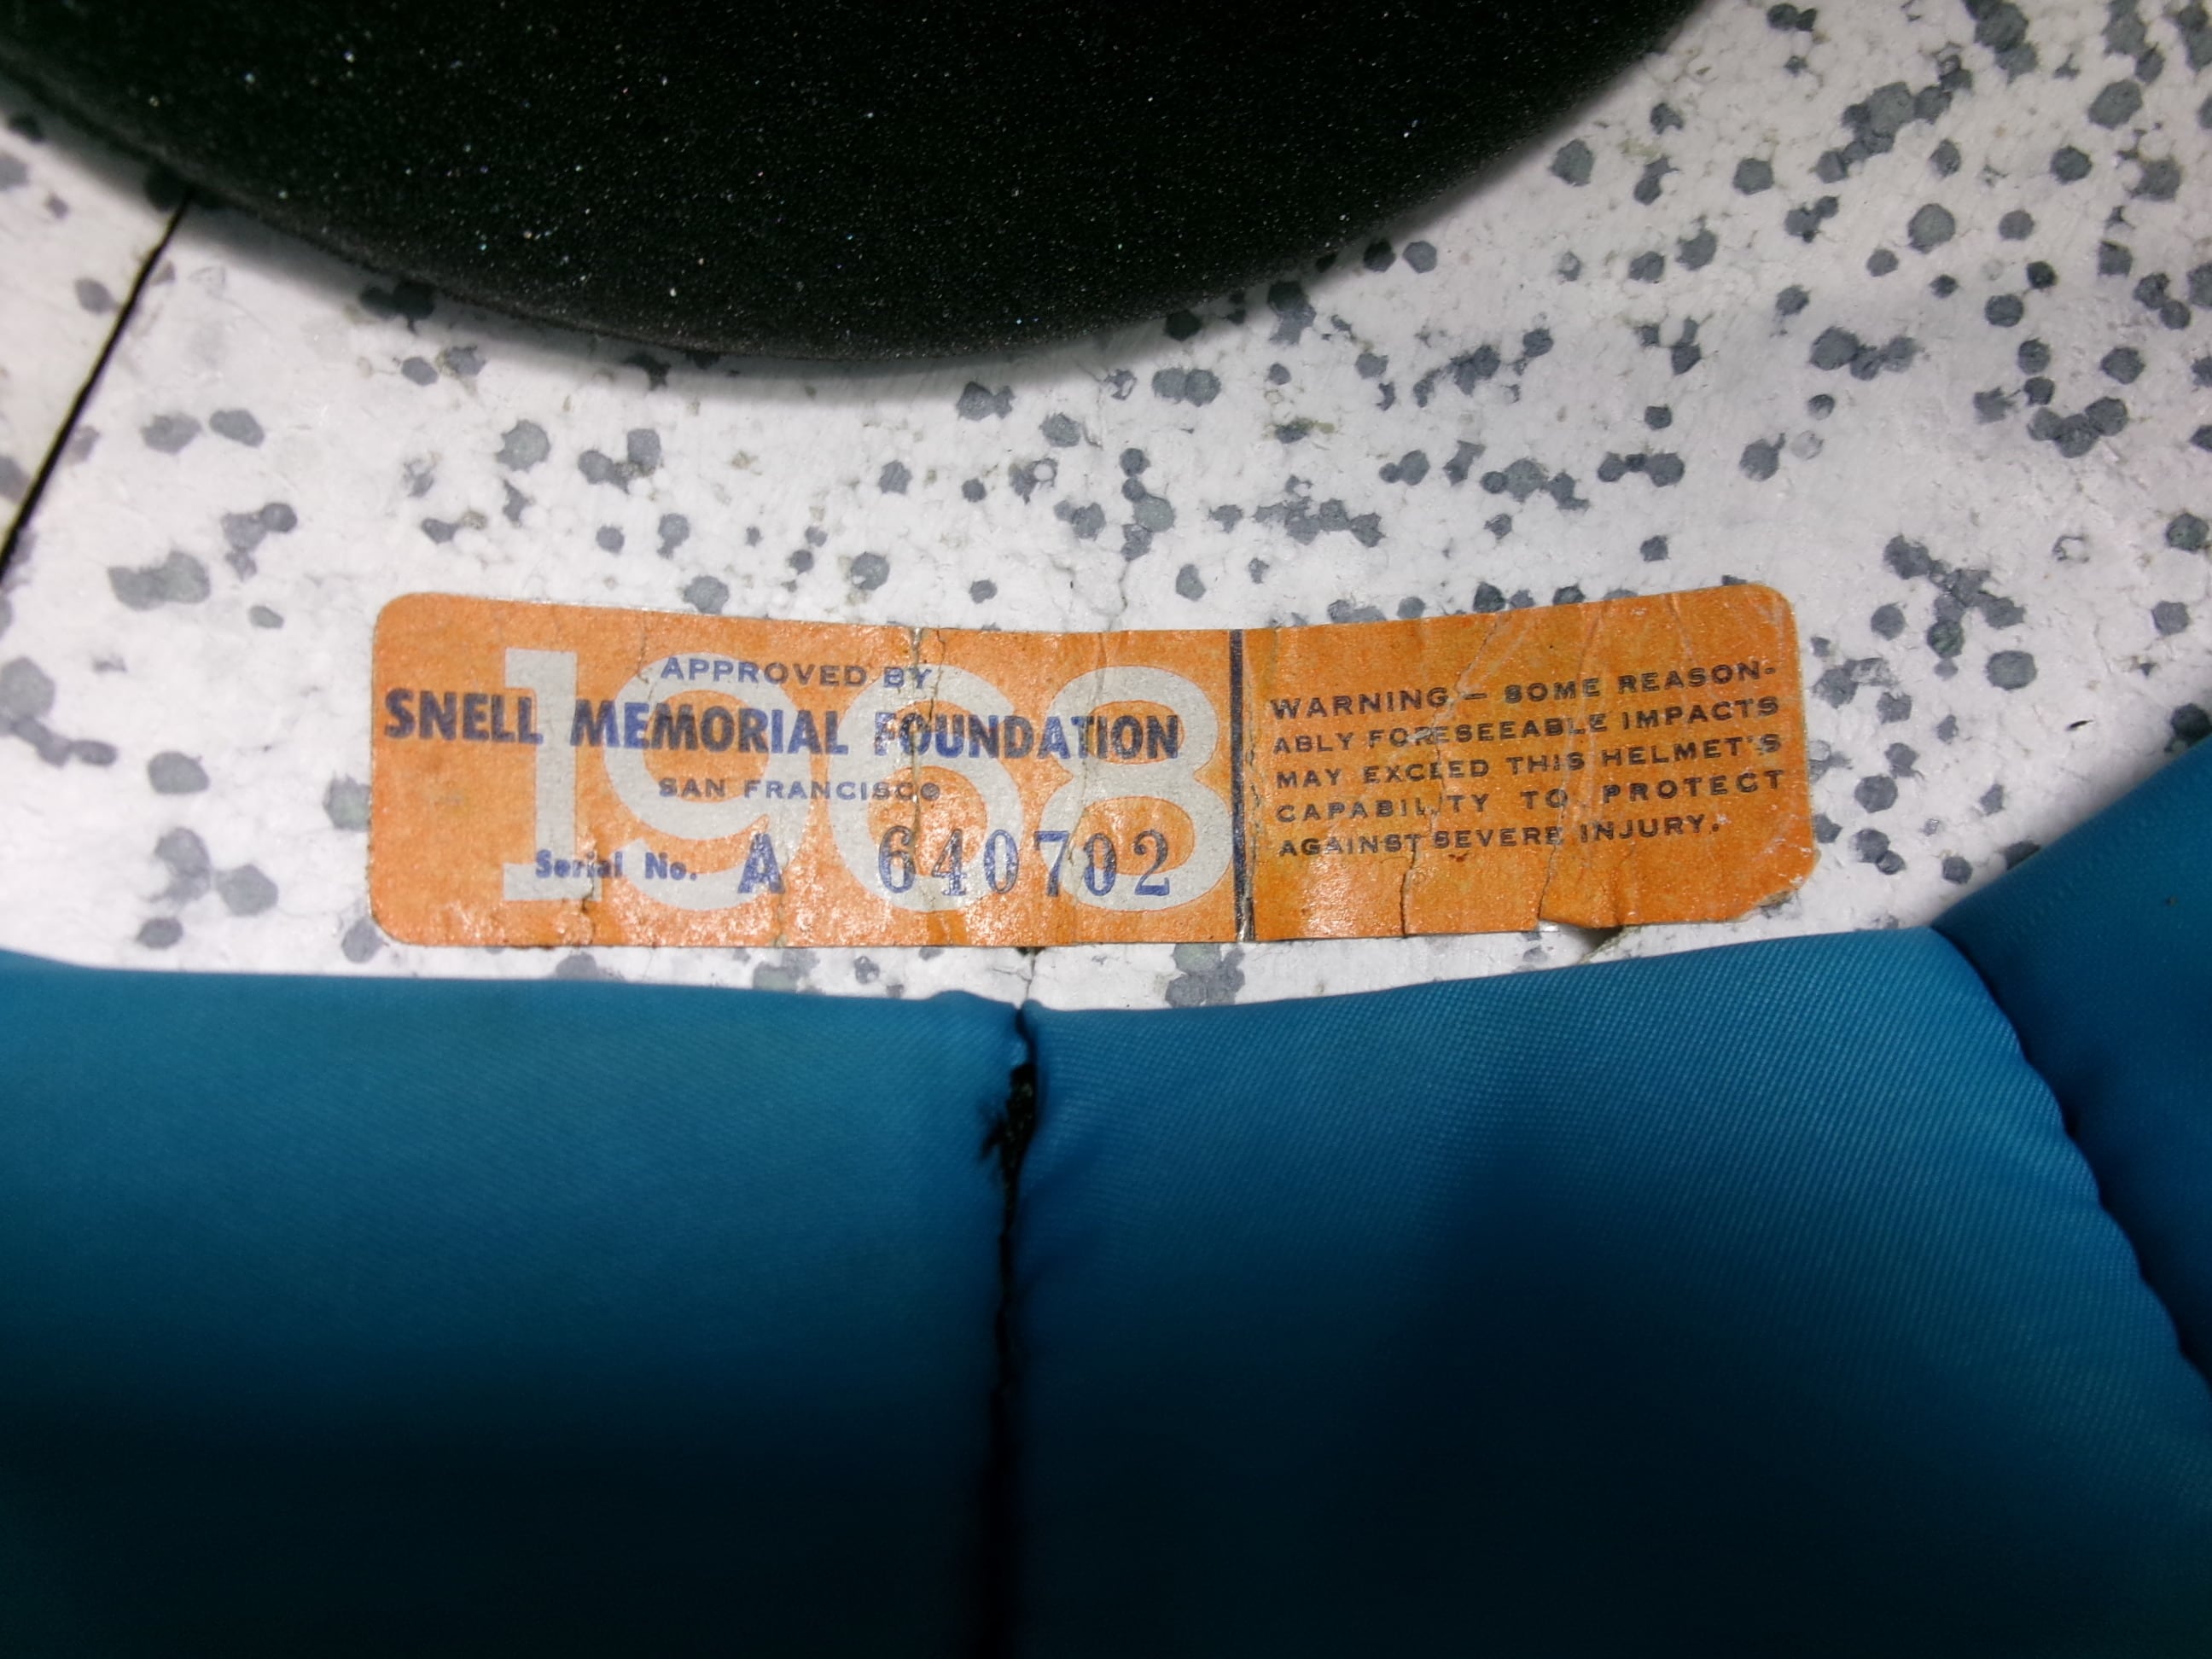 1968
APPROVED BY
SNELL MEMORIAL FOUNDATION
SAN FRANCISCO
Serial No. A 640702
WARNING — SOME REASON-
ABLY FORESEEABLE IMPACTS
MAY EXCEED THIS HELMET'S
CAPABILITY TO PROTECT
AGAINST SEVERE INJURY.